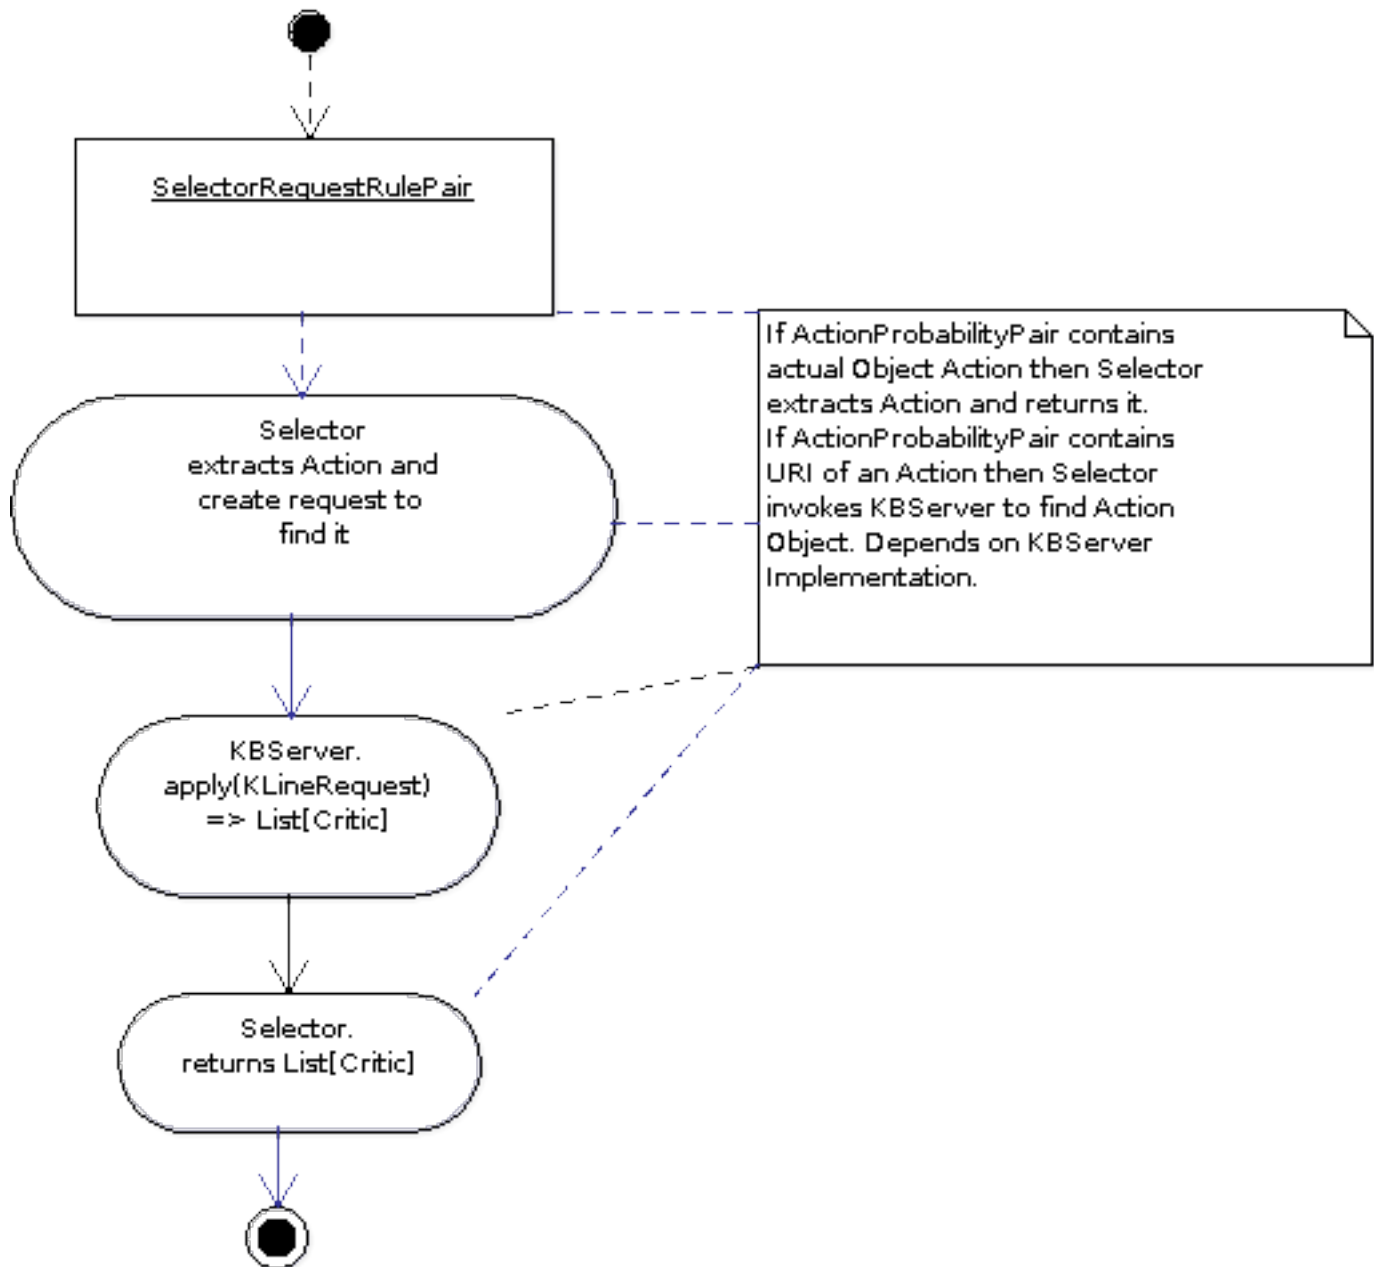 SelectorRequestRulePair
If ActionProbabilityPair contains
actual Object Action then Selector
extracts Action and returns it.
If ActionProbabilityPair contains
URI of an Action then Selector
invokes KBServer to find Action
Object. Depends on KBServer
Implementation.
Selector
extracts Action and
create request to
find it
KBServer.
apply(KLineRequest)
=> List[Critic]
Selector.
returns List[Critic]